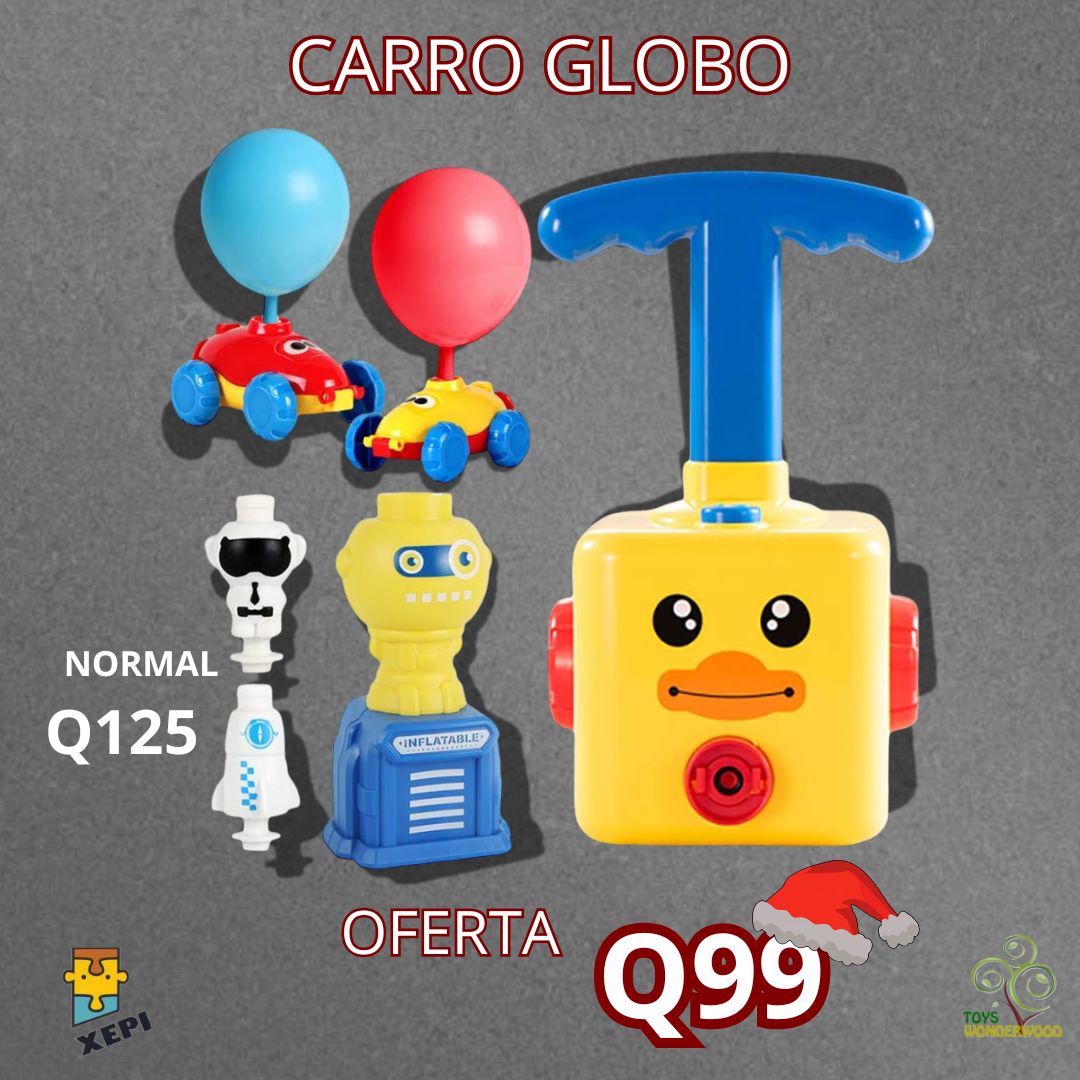 CARRO GLOBO
NORMAL
Q125
INFLATABLE
OFERTA
Q99
XEPI
TOYS
WONDERWOOD